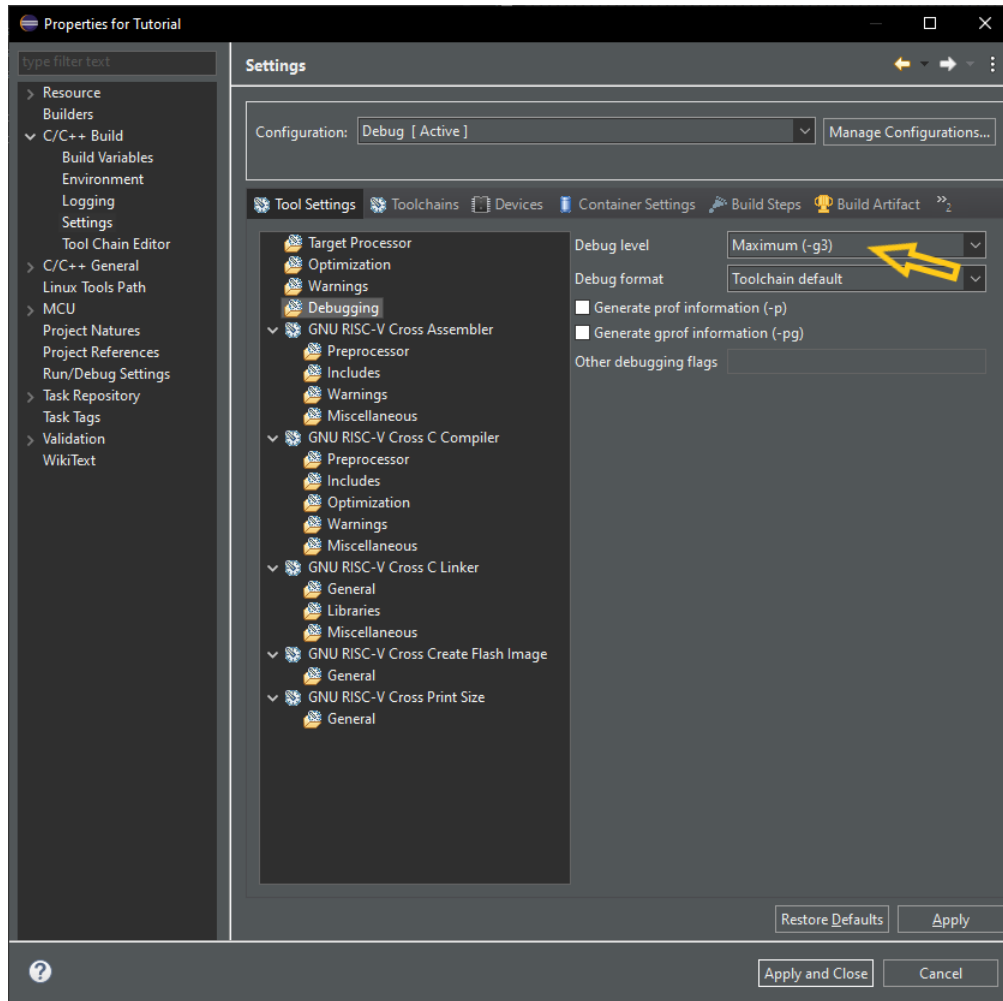 Properties for Tutorial
type filter text
Resource
Builders
C/C++ Build
Build Variables
Environment
Logging
Settings
Tool Chain Editor
C/C++ General
Linux Tools Path
MCU
Project Natures
Project References
Run/Debug Settings
Task Repository
Task Tags
Validation
WikiText
Settings
Configuration: Debug [ Active ] Manage Configurations...
Tool Settings Toolchains Devices Container Settings Build Steps Build Artifact »2
Target Processor
Optimization
Warnings
Debugging
GNU RISC-V Cross Assembler
Preprocessor
Includes
Warnings
Miscellaneous
GNU RISC-V Cross C Compiler
Preprocessor
Includes
Optimization
Warnings
Miscellaneous
GNU RISC-V Cross C Linker
General
Libraries
Miscellaneous
GNU RISC-V Cross Create Flash Image
General
GNU RISC-V Cross Print Size
General
Debug level Maximum (-g3)
Debug format Toolchain default
Generate prof information (-p)
Generate gprof information (-pg)
Other debugging flags
Restore Defaults Apply
? Apply and Close Cancel